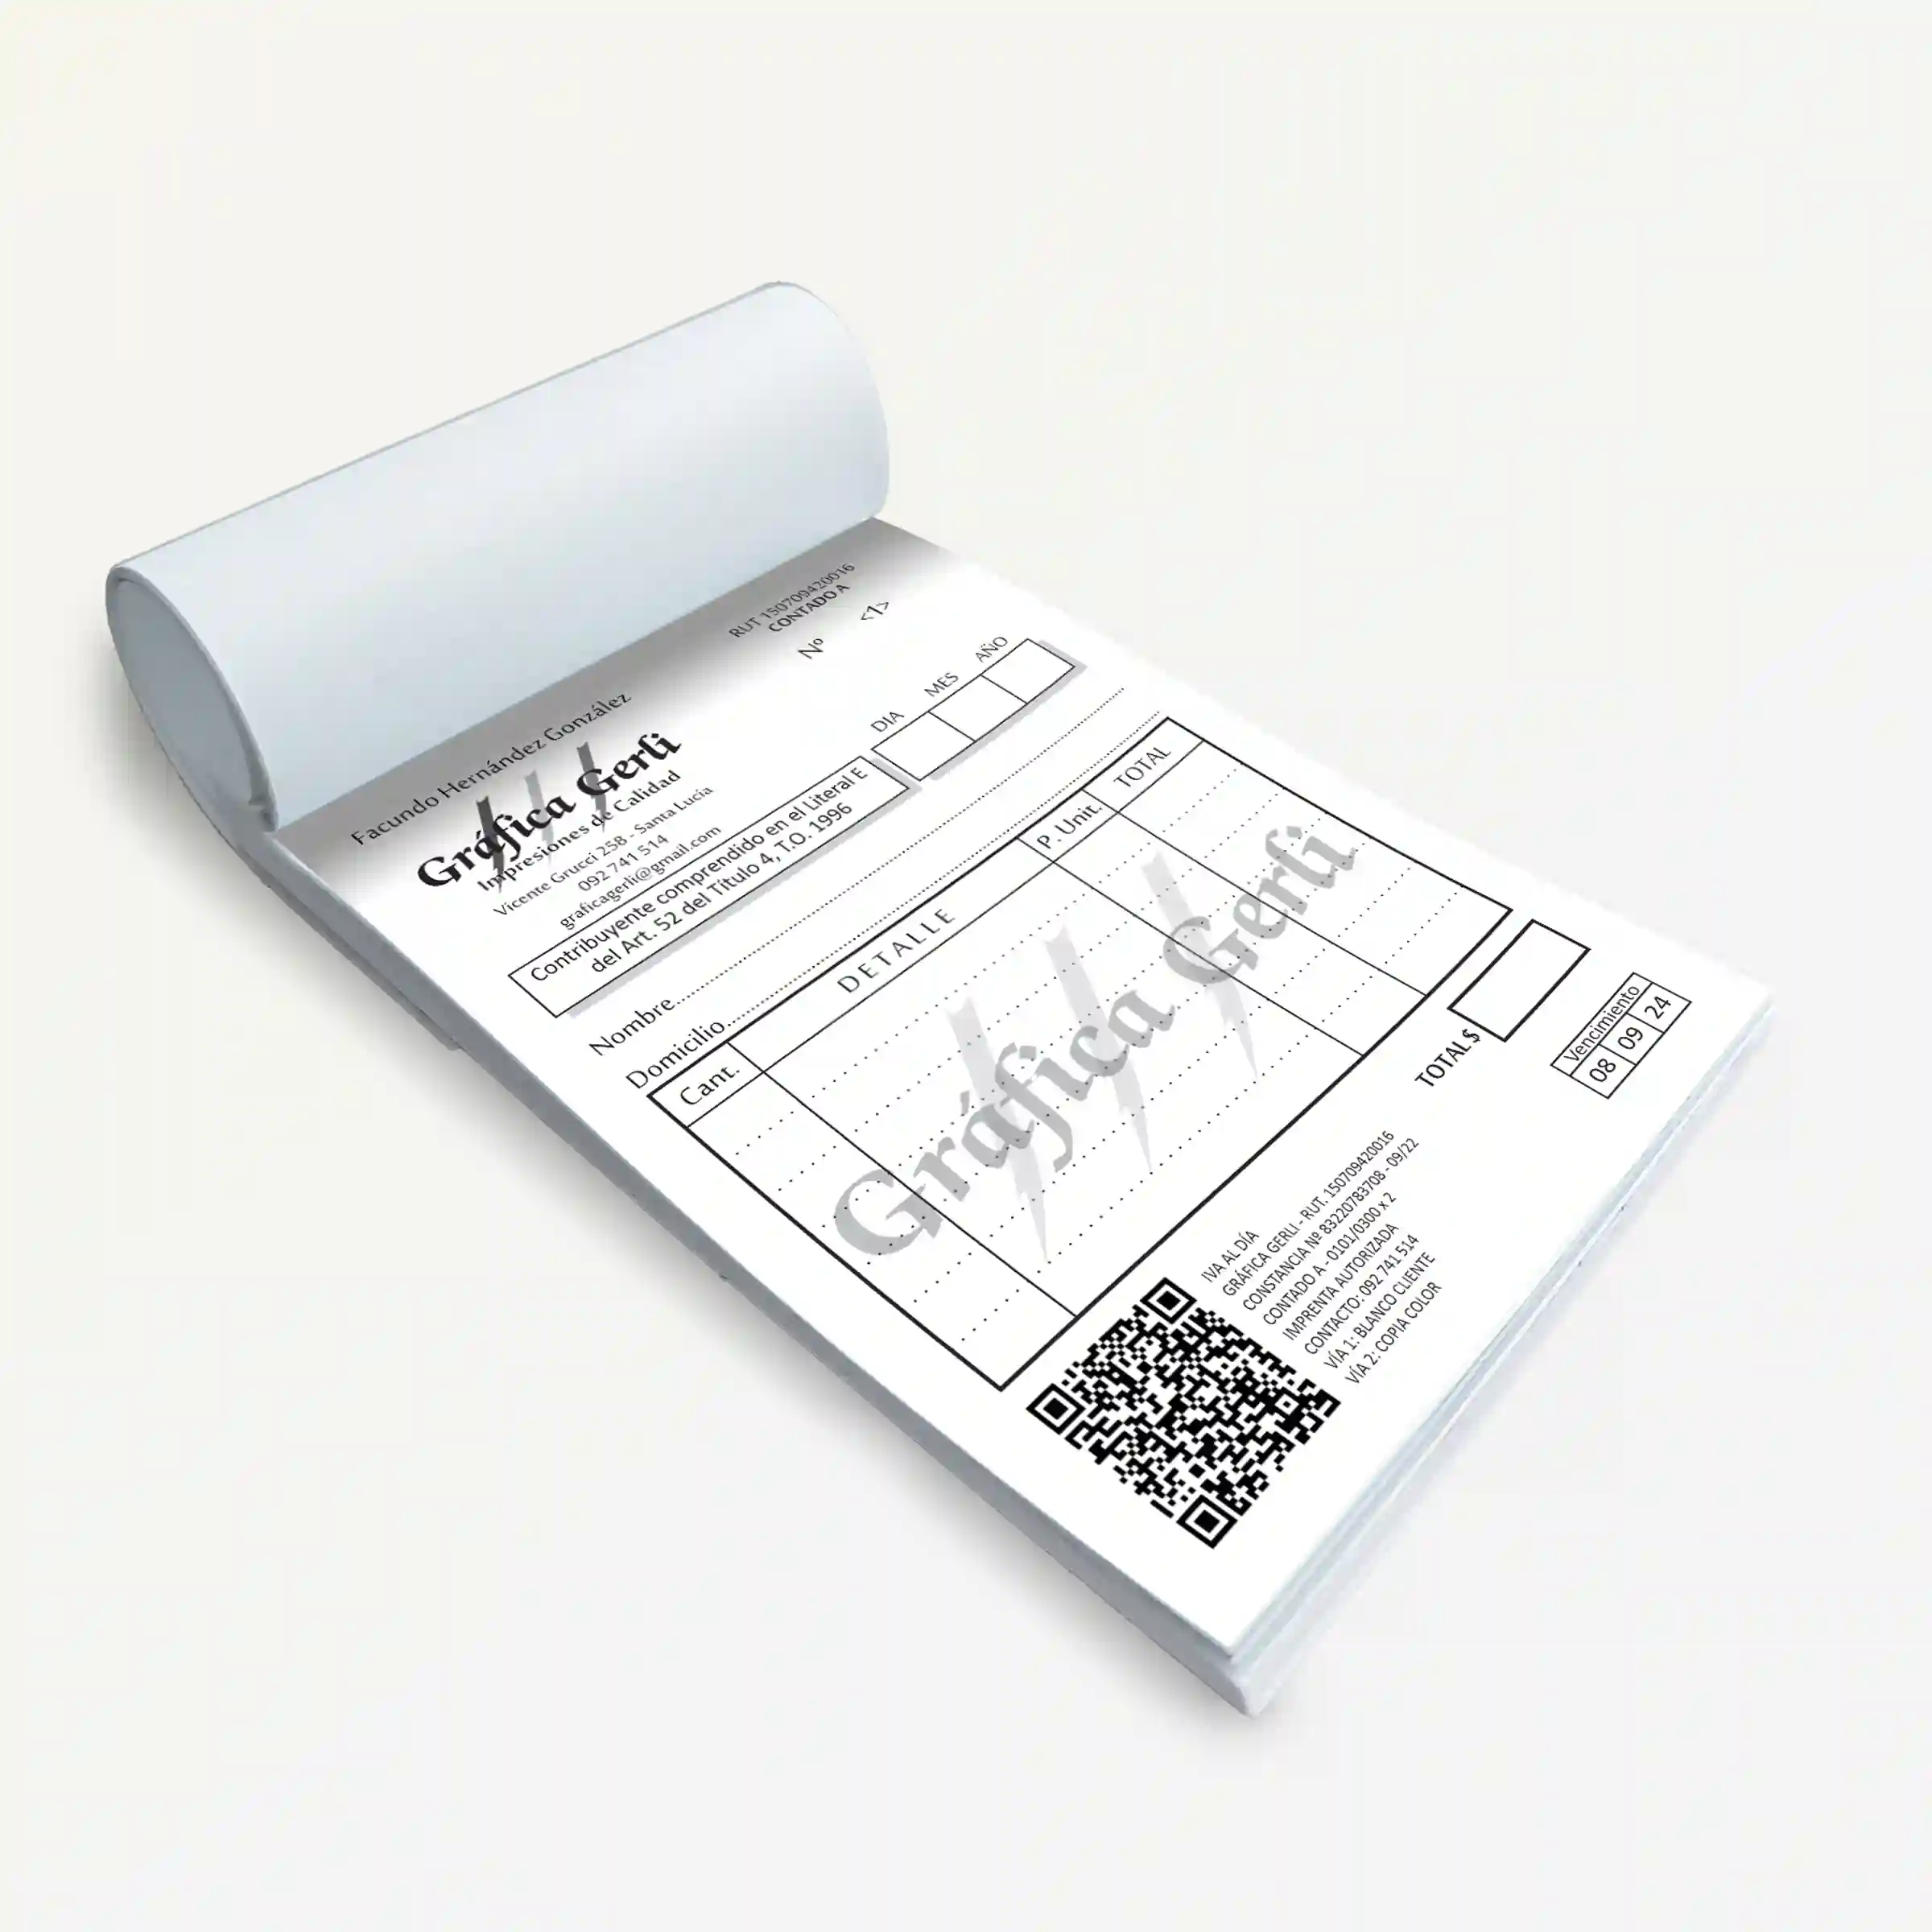 Facundo Hernández González
Gráfica Gerli
Impresiones de Calidad
Vicente Grucci 258 - Santa Lucía
092 741 514
graficagerli@gmail.com
Contribuyente comprendido en el Literal E
del Art. 52 del Título 4, T.O. 1996
RUT 150709420016
CONTADO A
Nº <1>
DIA MES AÑO
Nombre
Domicilio
Cant. DETALLE P. Unit. TOTAL
Gráfica Gerli
TOTAL $
IVA AL DÍA
GRÁFICA GERLI - RUT. 150709420016
CONSTANCIA Nº 83220783708 - 09/22
CONTADO A - 0101/0300 x 2
IMPRENTA AUTORIZADA
CONTACTO: 092 741 514
VÍA 1: BLANCO CLIENTE
VÍA 2: COPIA COLOR
Vencimiento
08 09 24